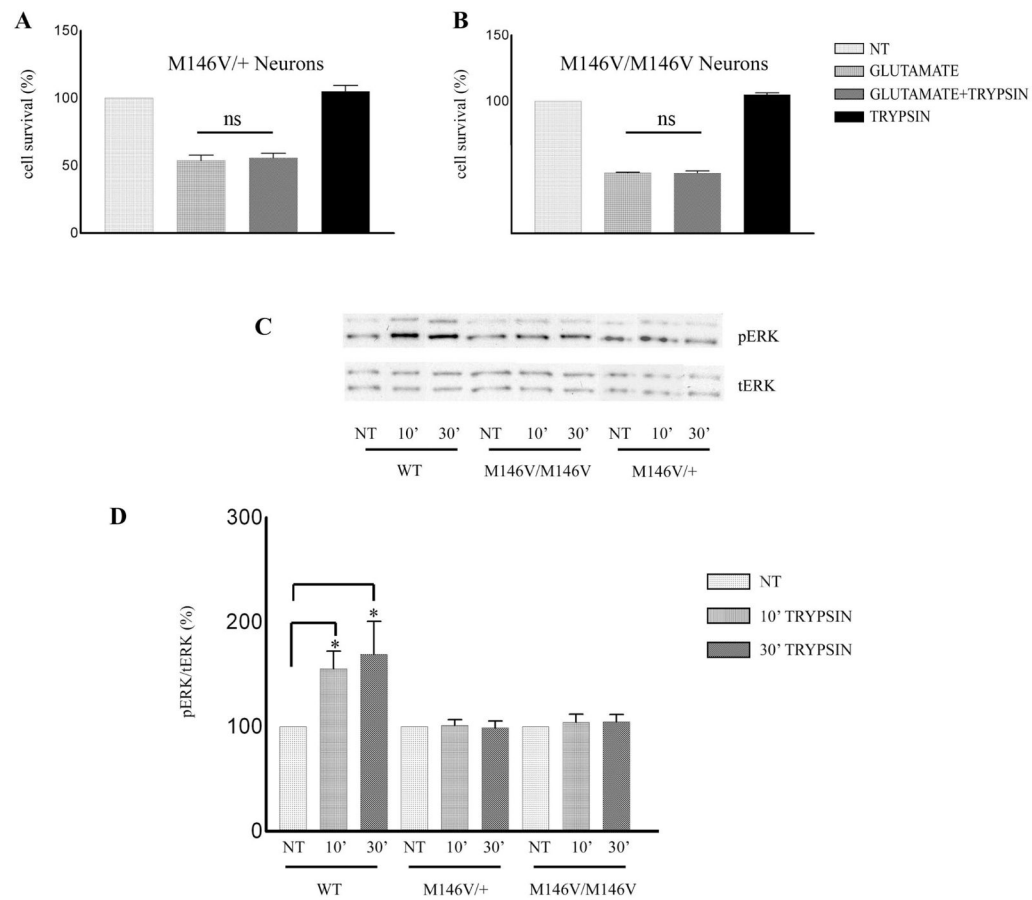 A
cell survival (%)
150
100
50
0
M146V/+ Neurons
ns
B
cell survival (%)
150
100
50
0
M146V/M146V Neurons
ns
NT
GLUTAMATE
GLUTAMATE+TRYPSIN
TRYPSIN
C
pERK
tERK
NT 10’ 30’ NT 10’ 30’ NT 10’ 30’
WT M146V/M146V M146V/+
D
pERK/tERK (%)
300
200
100
0
* *
NT
10’ TRYPSIN
30’ TRYPSIN
NT 10’ 30’ NT 10’ 30’ NT 10’ 30’
WT M146V/+ M146V/M146V